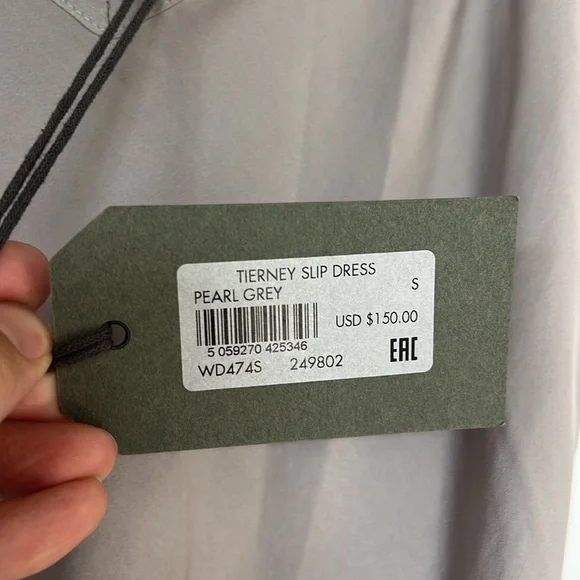 TIERNEY SLIP DRESS
PEARL GREY S
USD $150.00
5 059270 425346
WD474S 249802
EAC